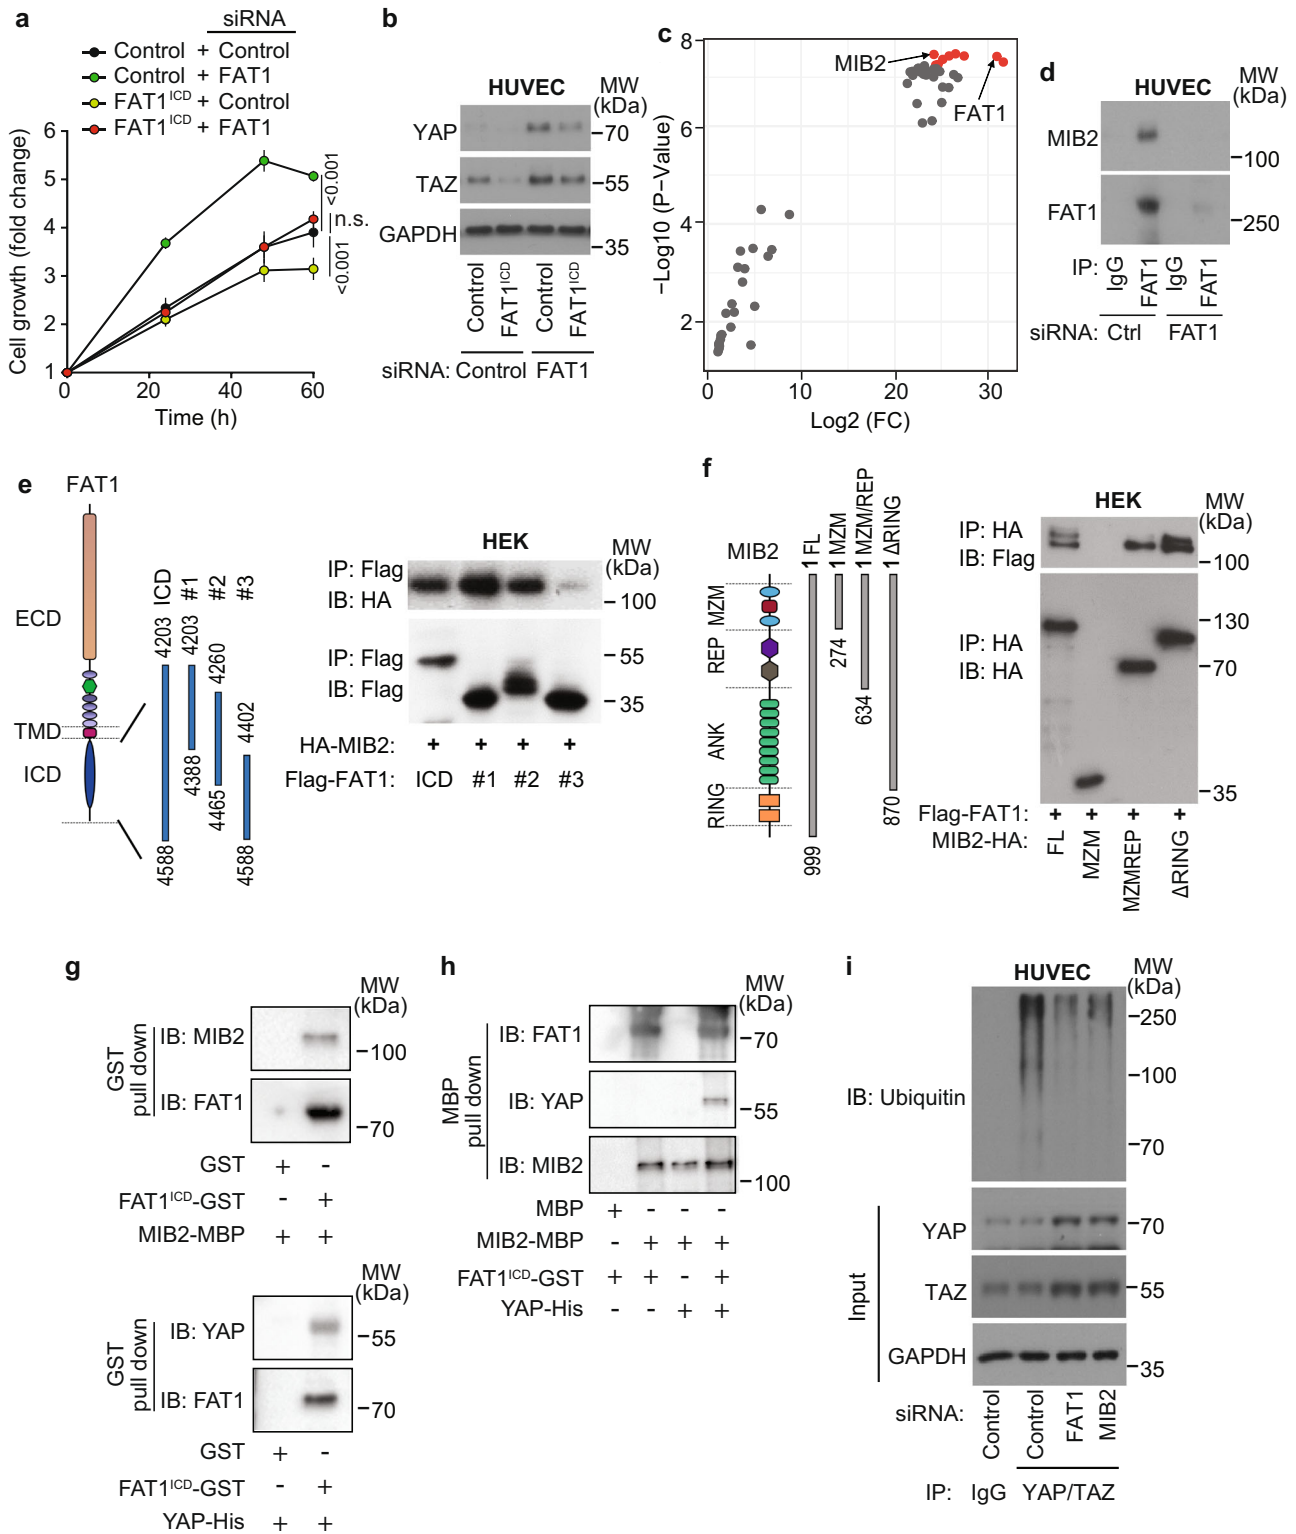 a
siRNA
Control + Control
Control + FAT1
FAT1ICD + Control
FAT1ICD + FAT1
Cell growth (fold change)
6
5
4
3
2
1
0 20 40 60
Time (h)
<0.001
n.s.
<0.001
b
HUVEC
MW
(kDa)
YAP
70
TAZ
55
GAPDH
35
Control
FAT1ICD
Control
FAT1ICD
siRNA: Control FAT1
c
−Log10 (P−Value)
8
6
4
2
MIB2
FAT1
0 10 20 30
Log2 (FC)
d
HUVEC
MW
(kDa)
MIB2
100
FAT1
250
IP: IgG FAT1 IgG FAT1
siRNA: Ctrl FAT1
e
FAT1
ECD
TMD
ICD
ICD #1 #2 #3
4203 4203 4260 4402
4588 4388 4465 4588
HEK
MW
(kDa)
IP: Flag
IB: HA
100
IP: Flag
IB: Flag
55
35
HA-MIB2: + + + +
Flag-FAT1: ICD #1 #2 #3
f
MIB2
MZM
REP
ANK
RING
1 FL
1 MZM
1 MZM/REP
1 ΔRING
999
274
634
870
HEK
MW
(kDa)
IP: HA
IB: Flag
100
IP: HA
IB: HA
130
70
35
Flag-FAT1: + + + +
MIB2-HA: FL MZM MZMREP ΔRING
g
MW
(kDa)
GST
pull down
IB: MIB2
100
IB: FAT1
70
GST + -
FAT1ICD-GST - +
MIB2-MBP + +
MW
(kDa)
GST
pull down
IB: YAP
55
IB: FAT1
70
GST + -
FAT1ICD-GST - +
YAP-His + +
h
MW
(kDa)
MBP
pull down
IB: FAT1
70
IB: YAP
55
IB: MIB2
100
MBP + - - -
MIB2-MBP - + + +
FAT1ICD-GST + + - +
YAP-His - - + +
i
HUVEC
MW
(kDa)
IB: Ubiquitin
250
100
70
Input
YAP
70
TAZ
55
GAPDH
35
siRNA: Control Control FAT1 MIB2
IP: IgG YAP/TAZ